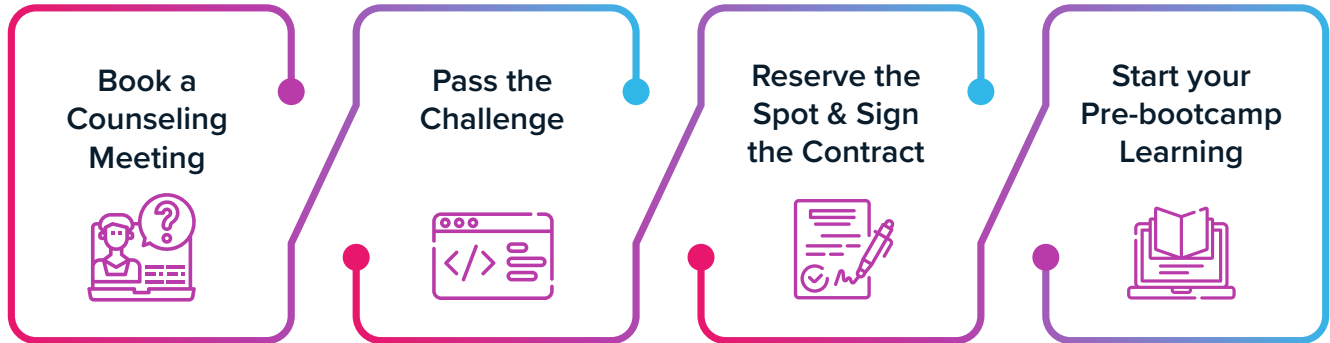 Book a
Counseling
Meeting
Pass the
Challenge
Reserve the
Spot & Sign
the Contract
Start your
Pre-bootcamp
Learning